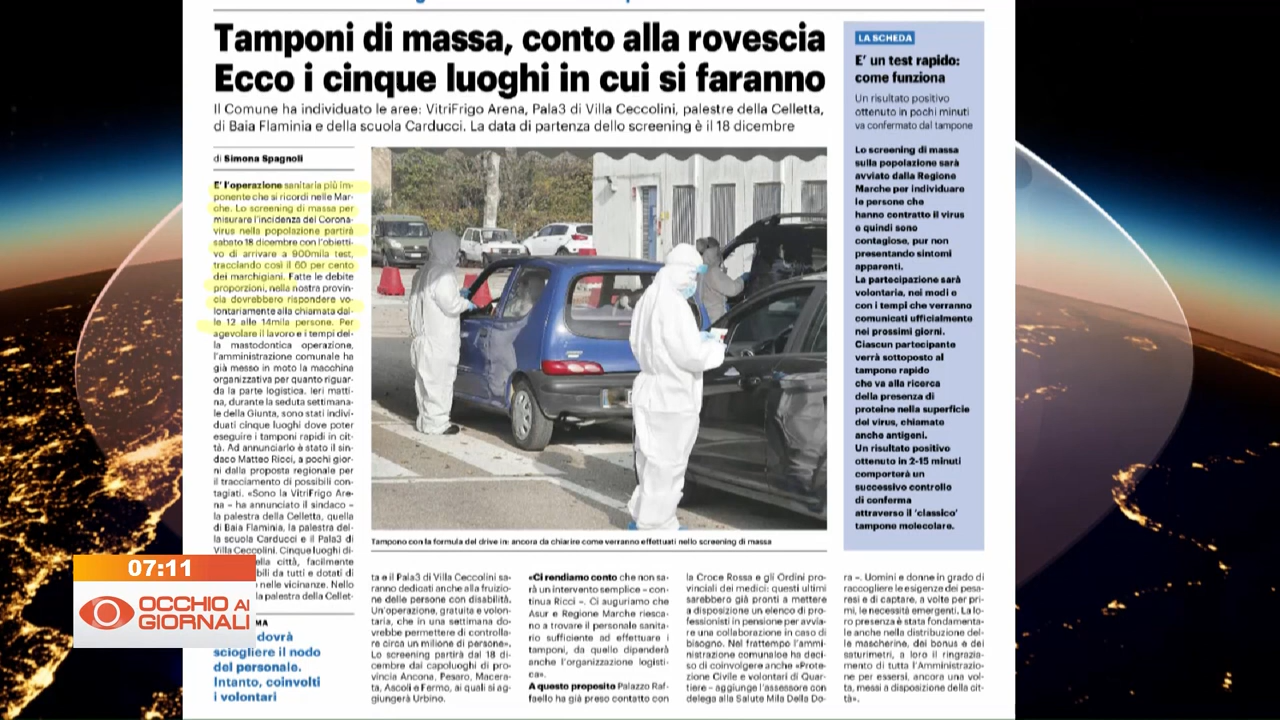 Tamponi di massa, conto alla rovescia
Ecco i cinque luoghi in cui si faranno
Il Comune ha individuato le aree: VitriFrigo Arena, Pala3 di Villa Ceccolini, palestre della Celletta,
di Baia Flaminia e della scuola Carducci. La data di partenza dello screening è il 18 dicembre
di Simona Spagnoli
E' l'operazione sanitaria più im-
ponente che si ricordi nelle Mar-
che. Lo screening di massa per
misurare l'incidenza del Corona-
virus nella popolazione partirà
sabato 18 dicembre con l'obietti-
vo di arrivare a 900mila test,
tracciando così il 60 per cento
dei marchigiani. Fatte le debite
proporzioni, nella nostra provin-
cia dovrebbero rispondere vo-
lontariamente alla chiamata dal-
le 12 alle 14mila persone. Per
agevolare il lavoro e i tempi del-
la mastodontica operazione,
l'amministrazione comunale ha
già messo in moto la macchina
organizzativa per quanto riguar-
da la parte logistica. Ieri matti-
na, durante la seduta settimana-
le della Giunta, sono stati indivi-
duati cinque luoghi dove poter
eseguire i tamponi rapidi in cit-
tà. Ad annunciarlo è stato il sin-
daco Matteo Ricci, a pochi gior-
ni dalla proposta regionale per
il tracciamento di possibili con-
tagiati. «Sono la VitriFrigo Are-
na – ha annunciato il sindaco –
la palestra della Celletta, quella
di Baia Flaminia, la palestra del-
la scuola Carducci e il Pala3 di
Villa Ceccolini. Cinque luoghi di-
ella città, facilmente
bili da tutti e dotati di
nelle vicinanze. Nello
la palestra della Cellet-
MA
dovrà
sciogliere il nodo
del personale.
Intanto, coinvolti
i volontari
Tampono con la formula del drive in: ancora da chiarire come verranno effettuati nello screening di massa
ta e il Pala3 di Villa Ceccolini sa-
ranno dedicati anche alla fruizio-
ne delle persone con disabilità.
Un'operazione, gratuita e volon-
taria, che in una settimana do-
vrebbe permettere di controlla-
re circa un milione di persone».
Lo screening partirà dal 18 di-
cembre dai capoluoghi di pro-
vincia Ancona, Pesaro, Macera-
ta, Ascoli e Fermo, ai quali si ag-
giungerà Urbino.
«Ci rendiamo conto che non sa-
rà un intervento semplice – con-
tinua Ricci –. Ci auguriamo che
Asur e Regione Marche riesca-
no a trovare il personale sanita-
rio sufficiente ad effettuare i
tamponi, da quello dipenderà
anche l'organizzazione logisti-
ca».
A questo proposito Palazzo Raf-
faello ha già preso contatto con
la Croce Rossa e gli Ordini pro-
vinciali dei medici: questi ultimi
sarebbero già pronti a mettere
a disposizione un elenco di pro-
fessionisti in pensione per avvia-
re una collaborazione in caso di
bisogno. Nel frattempo l'ammi-
nistrazione comunale ha deci-
so di coinvolgere anche «Prote-
zione Civile e volontari di Quar-
tiere – aggiunge l'assessore con
delega alla Salute Mila Della Do-
ra –. Uomini e donne in grado di
raccogliere le esigenze dei pesa-
resi e di captare, a volte per pri-
mi, le necessità emergenti. La lo-
ro presenza è stata fondamenta-
le anche nella distribuzione del-
le mascherine, dei bonus e dei
saturimetri, a loro il ringrazia-
mento di tutta l'Amministrazio-
ne per essersi, ancora una vol-
ta, messi a disposizione della cit-
tà».
LA SCHEDA
E' un test rapido:
come funziona
Un risultato positivo
ottenuto in pochi minuti
va confermato dal tampone
Lo screening di massa
sulla popolazione sarà
avviato dalla Regione
Marche per individuare
le persone che
hanno contratto il virus
e quindi sono
contagiose, pur non
presentando sintomi
apparenti.
La partecipazione sarà
volontaria, nei modi e
con i tempi che verranno
comunicati ufficialmente
nei prossimi giorni.
Ciascun partecipante
verrà sottoposto al
tampone rapido
che va alla ricerca
della presenza di
proteine nella superficie
del virus, chiamate
anche antigeni.
Un risultato positivo
ottenuto in 2-15 minuti
comporterà un
successivo controllo
di conferma
attraverso il 'classico'
tampone molecolare.
07:11
OCCHIO AI
GIORNALI